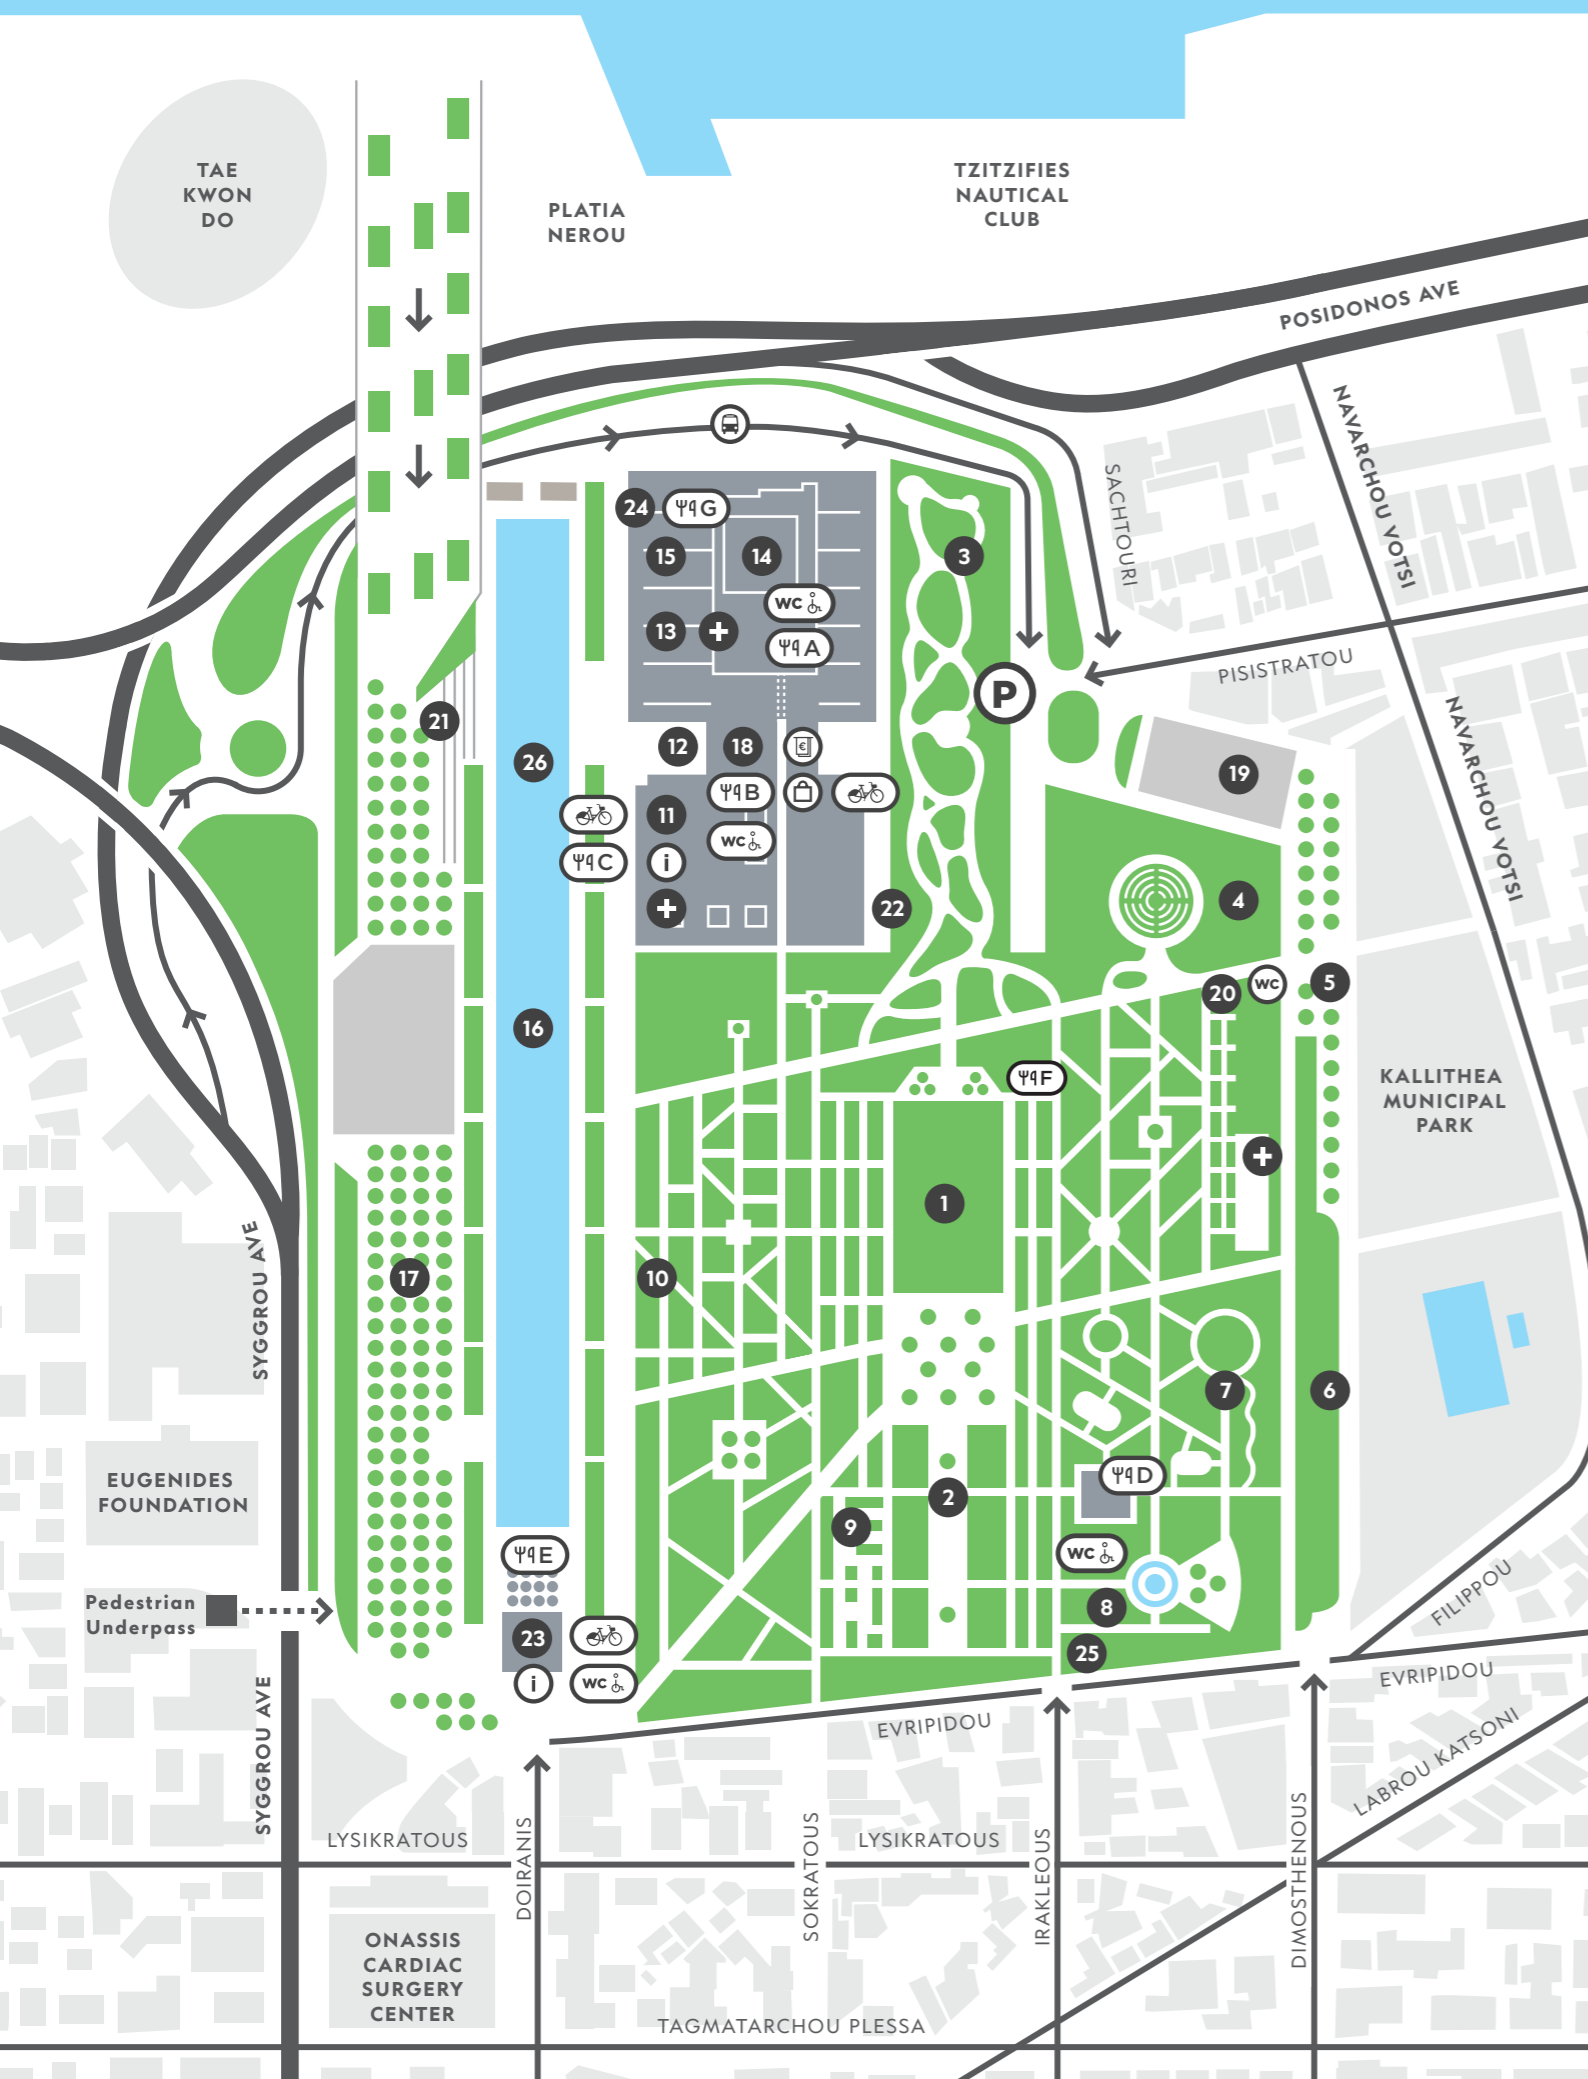 TAE
KWON
DO
PLATIA
NEROU
TZITZIFIES
NAUTICAL
CLUB
POSIDONOS AVE
NAVARCHOU VOTSI
SACHTOURI
24
G
15
14
3
WC
13
A
PISISTRATOU
P
NAVARCHOU VOTSI
21
12
18
€
26
19
B
11
WC
C
i
4
22
20
WC
5
16
F
KALLITHEA
MUNICIPAL
PARK
1
SYGGROU AVE
17
10
7
6
EUGENIDES
FOUNDATION
D
2
9
E
WC
Pedestrian
Underpass
8
FILIPPOU
23
25
i
WC
EVRIPIDOU
SYGGROU AVE
EVRIPIDOU
LABROU KATSONI
LYSIKRATOUS
DOIRANIS
SOKRATOUS
LYSIKRATOUS
IRAKLEOUS
DIMOSTHENOUS
ONASSIS
CARDIAC
SURGERY
CENTER
TAGMATARCHOU PLESSA